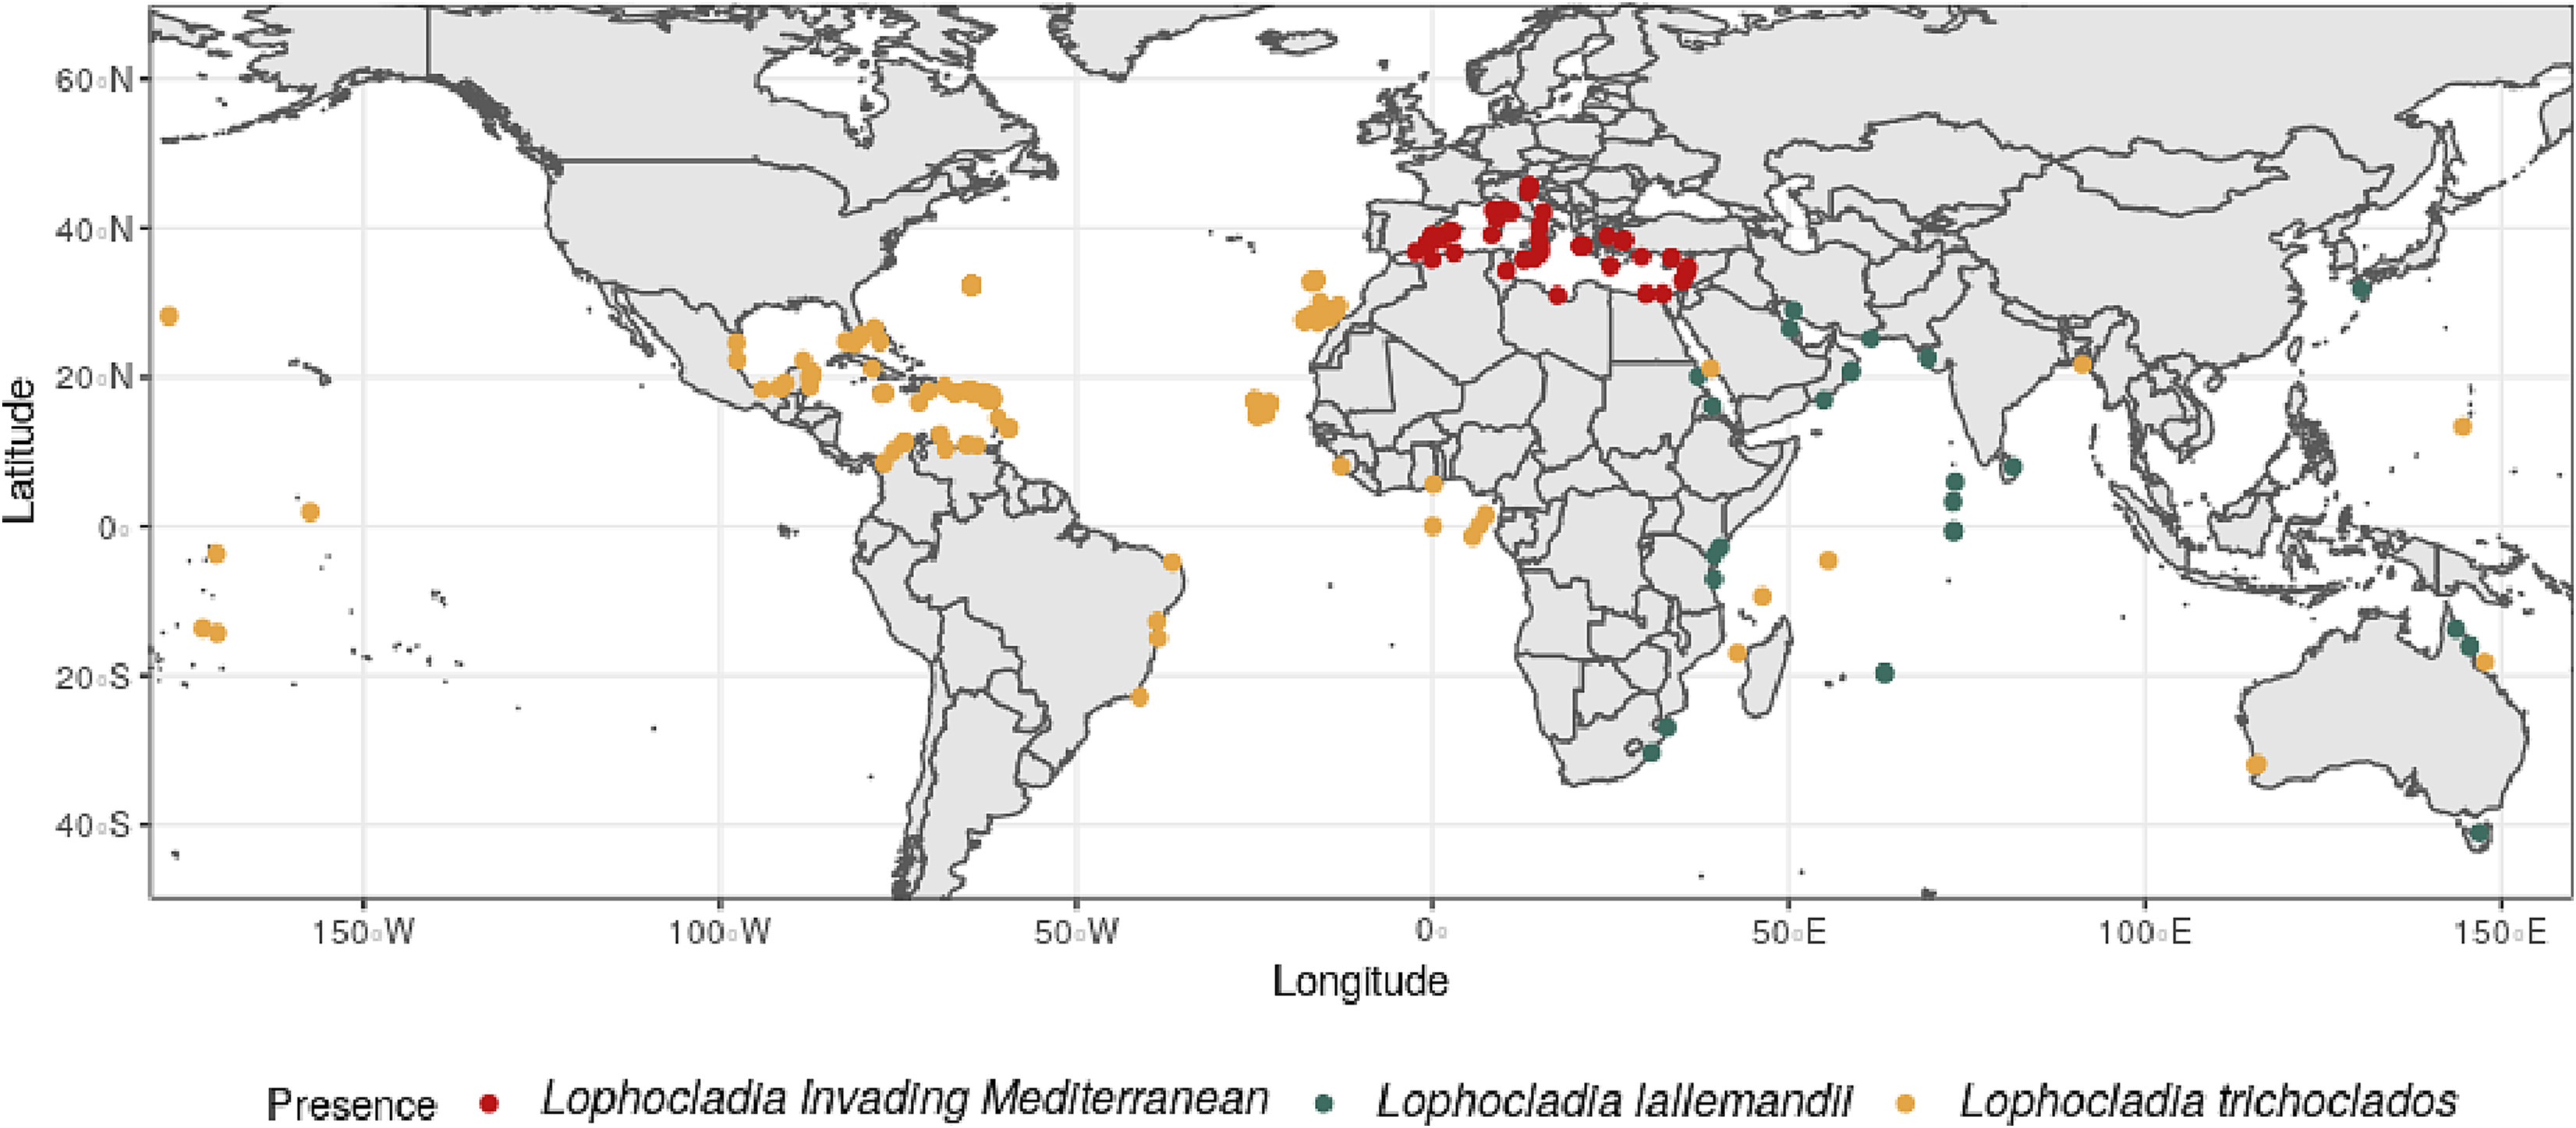 Latitude
60°N
40°N
20°N
0°
20°S
40°S
150°W 100°W 50°W 0° 50°E 100°E 150°E
Longitude
Presence Lophocladia Invading Mediterranean Lophocladia lallemandii Lophocladia trichoclados